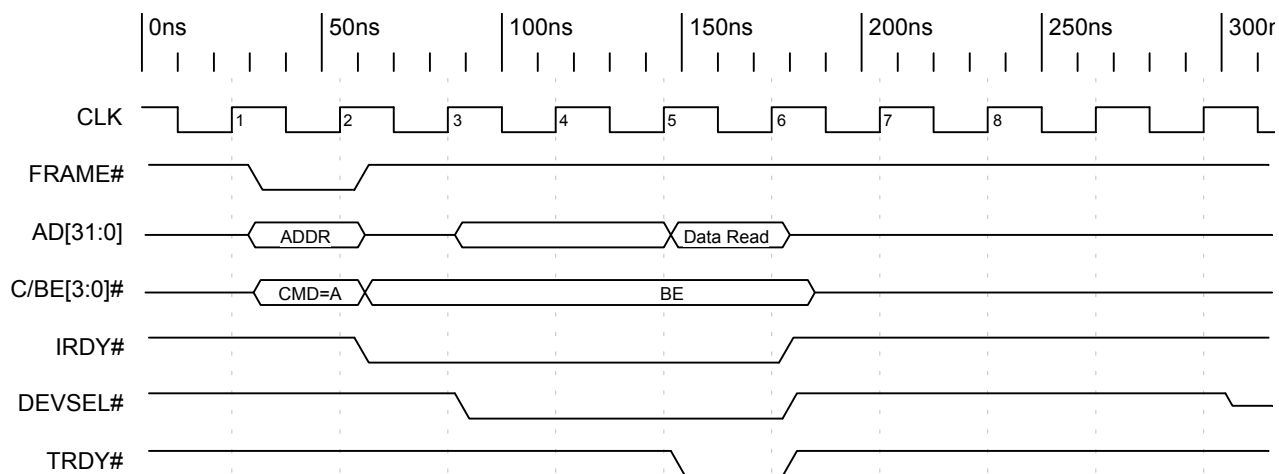 0ns 50ns 100ns 150ns 200ns 250ns 300n
CLK 1 2 3 4 5 6 7 8
FRAME#
AD[31:0] ADDR Data Read
C/BE[3:0]# CMD=A BE
IRDY#
DEVSEL#
TRDY#